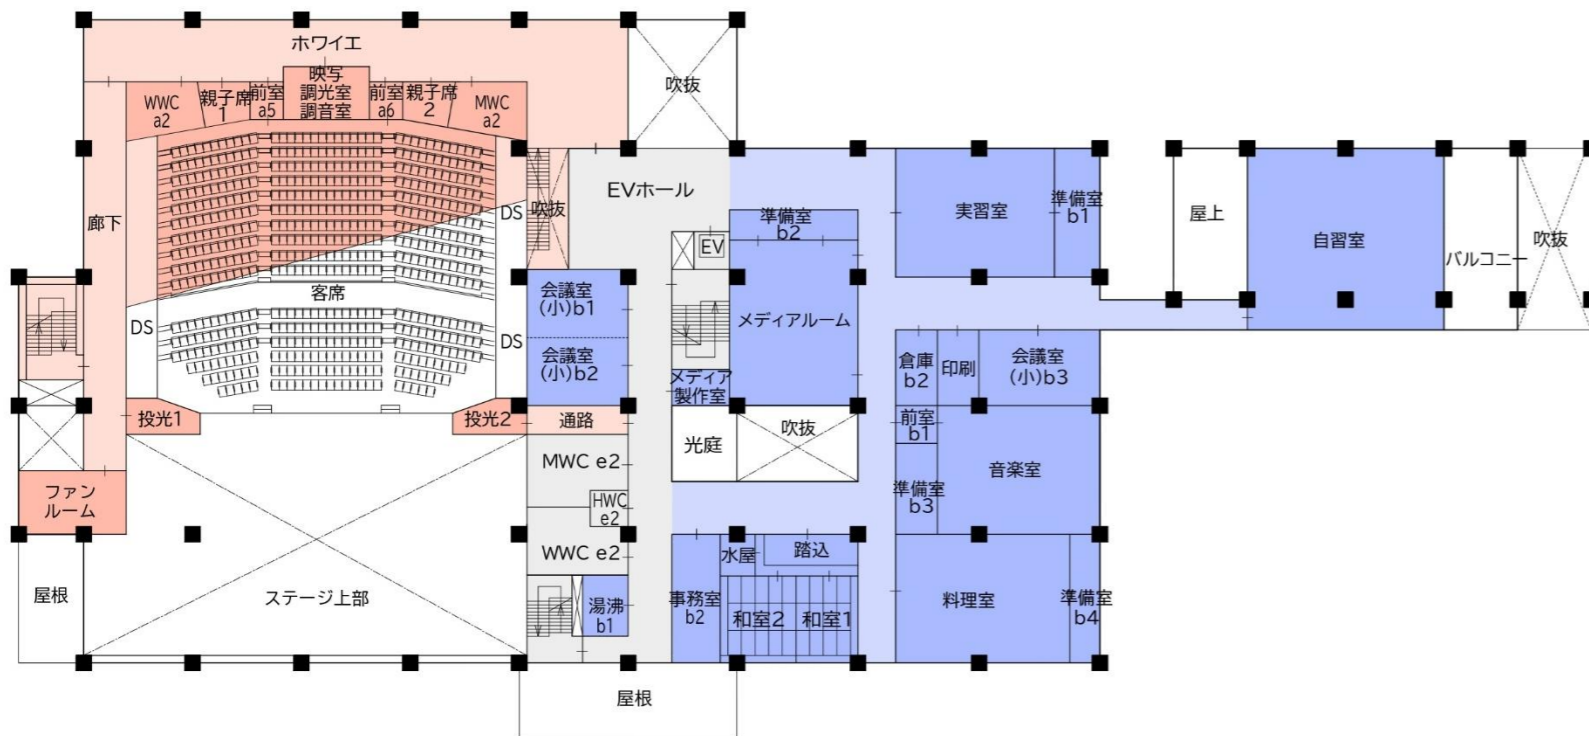 ホワイエ
吹抜
映写
調光室
調音室
WWC
a2
親子席
1
前室
a5
前室
a6
親子席
2
MWC
a2
EVホール
準備室
b2
実習室
準備室
b1
屋上
自習室
バルコニー
吹抜
廊下
DS
吹抜
EV
客席
DS
DS
会議室
(小)b1
会議室
(小)b2
メディアルーム
メディア
製作室
倉庫
b2
印刷
会議室
(小)b3
投光1
投光2
通路
光庭
吹抜
前室
b1
音楽室
準備室
b3
MWC e2
HWC
e2
WWC e2
ファン
ルーム
屋根
ステージ上部
湯沸
b1
事務室
b2
水屋
踏込
和室2
和室1
料理室
準備室
b4
屋根